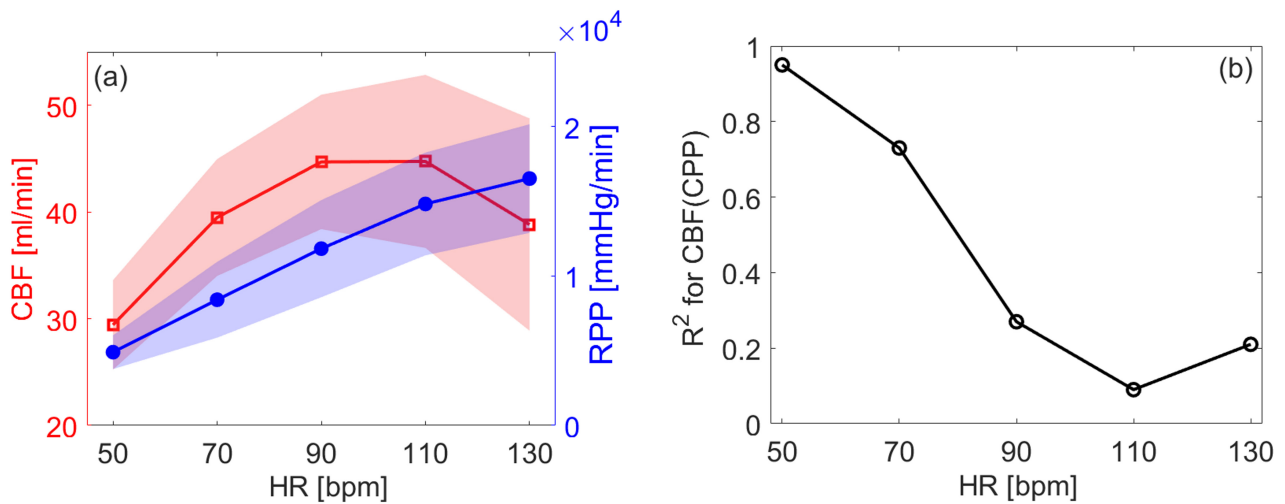 (a)
×10⁴
CBF [ml/min]
50
40
30
20
2
1
0
RPP [mmHg/min]
50 70 90 110 130
HR [bpm]
(b)
R² for CBF(CPP)
1
0.8
0.6
0.4
0.2
0
50 70 90 110 130
HR [bpm]